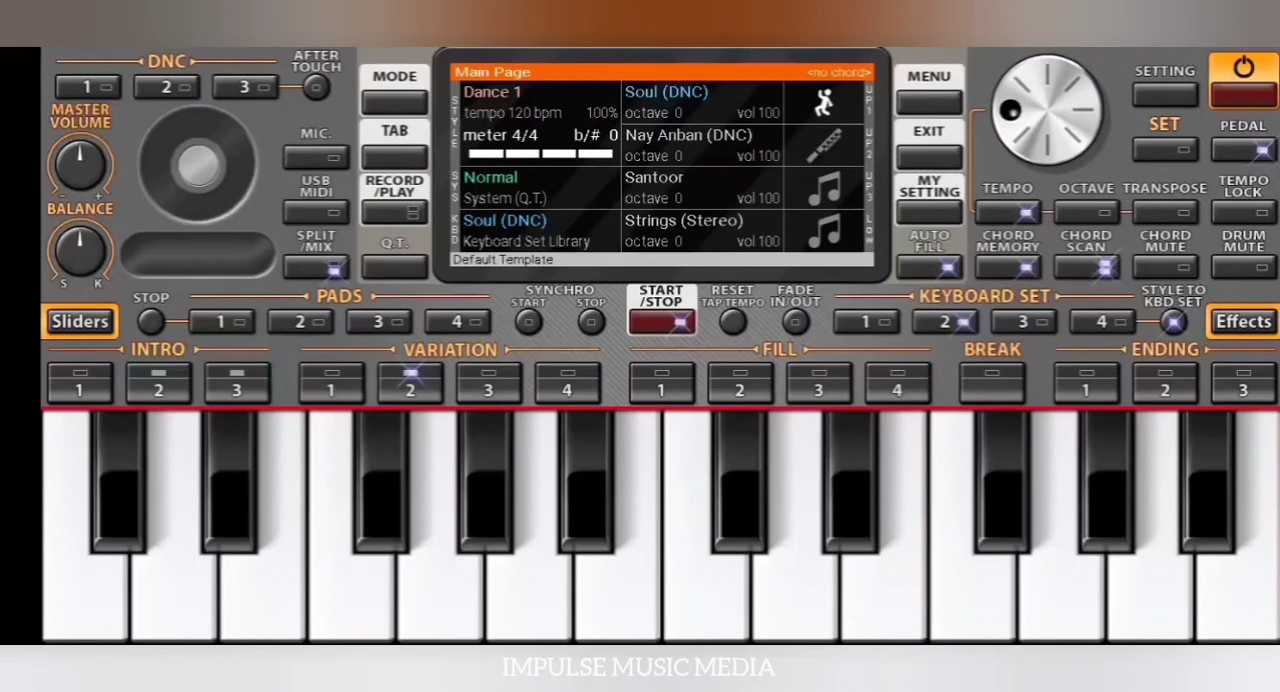 DNC
AFTER TOUCH
1 2 3
MODE
MASTER VOLUME
- +
MIC.
TAB
USB MIDI
RECORD /PLAY
BALANCE
S K
SPLIT /MIX
Q.T.
Main Page <no chord>
STYLE
Dance 1
tempo 120 bpm 100%
meter 4/4 b/# 0
SYS
Normal
System (Q.T.)
KBD
Soul (DNC)
Keyboard Set Library
Soul (DNC)
octave 0 vol 100
UP1
Nay Anban (DNC)
octave 0 vol 100
UP2
Santoor
octave 0 vol 100
UP3
Strings (Stereo)
octave 0 vol 100
Low
Default Template
MENU
EXIT
MY SETTING
AUTO FILL
SETTING
SET
PEDAL
TEMPO OCTAVE TRANSPOSE TEMPO LOCK
CHORD MEMORY CHORD SCAN CHORD MUTE DRUM MUTE
Sliders
STOP
PADS
1 2 3 4
SYNCHRO
START STOP
START /STOP
RESET
TAP TEMPO
FADE IN/OUT
KEYBOARD SET
1 2 3 4
STYLE TO KBD SET
Effects
INTRO VARIATION FILL BREAK ENDING
1 2 3 1 2 3 4 1 2 3 4 1 2 3
IMPULSE MUSIC MEDIA